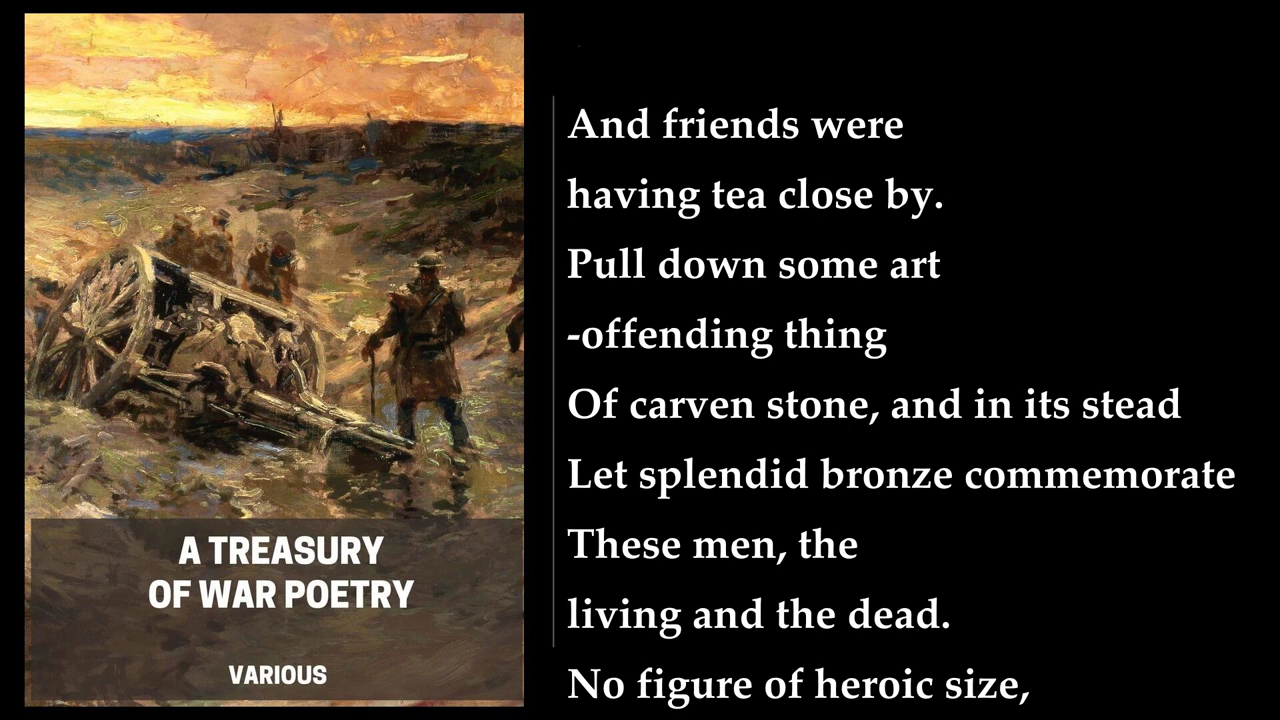 A TREASURY
OF WAR POETRY
VARIOUS
And friends were
having tea close by.
Pull down some art
-offending thing
Of carven stone, and in its stead
Let splendid bronze commemorate
These men, the
living and the dead.
No figure of heroic size,